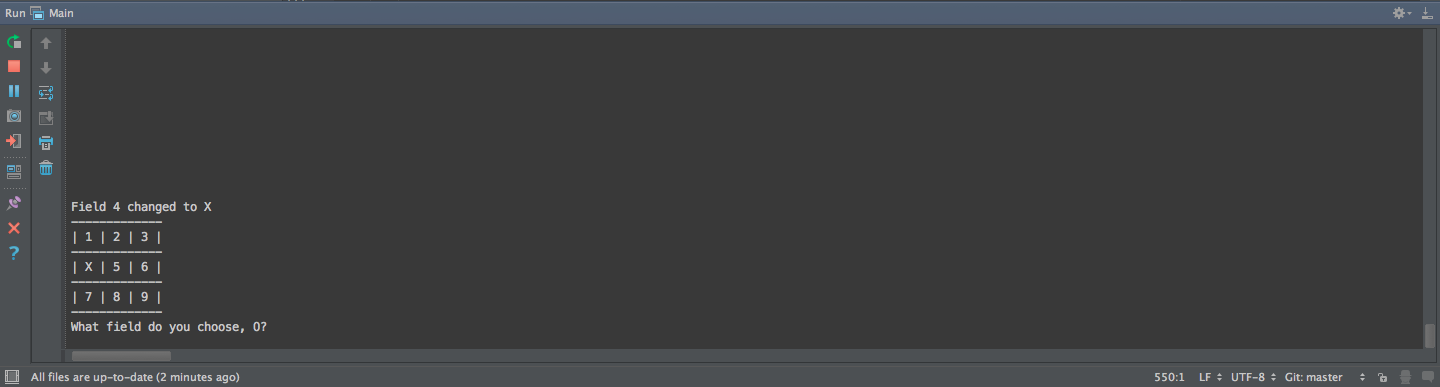 Run Main
Field 4 changed to X
-------------
| 1 | 2 | 3 |
-------------
| X | 5 | 6 |
-------------
| 7 | 8 | 9 |
-------------
What field do you choose, O?
All files are up-to-date (2 minutes ago) 550:1 LF UTF-8 Git: master